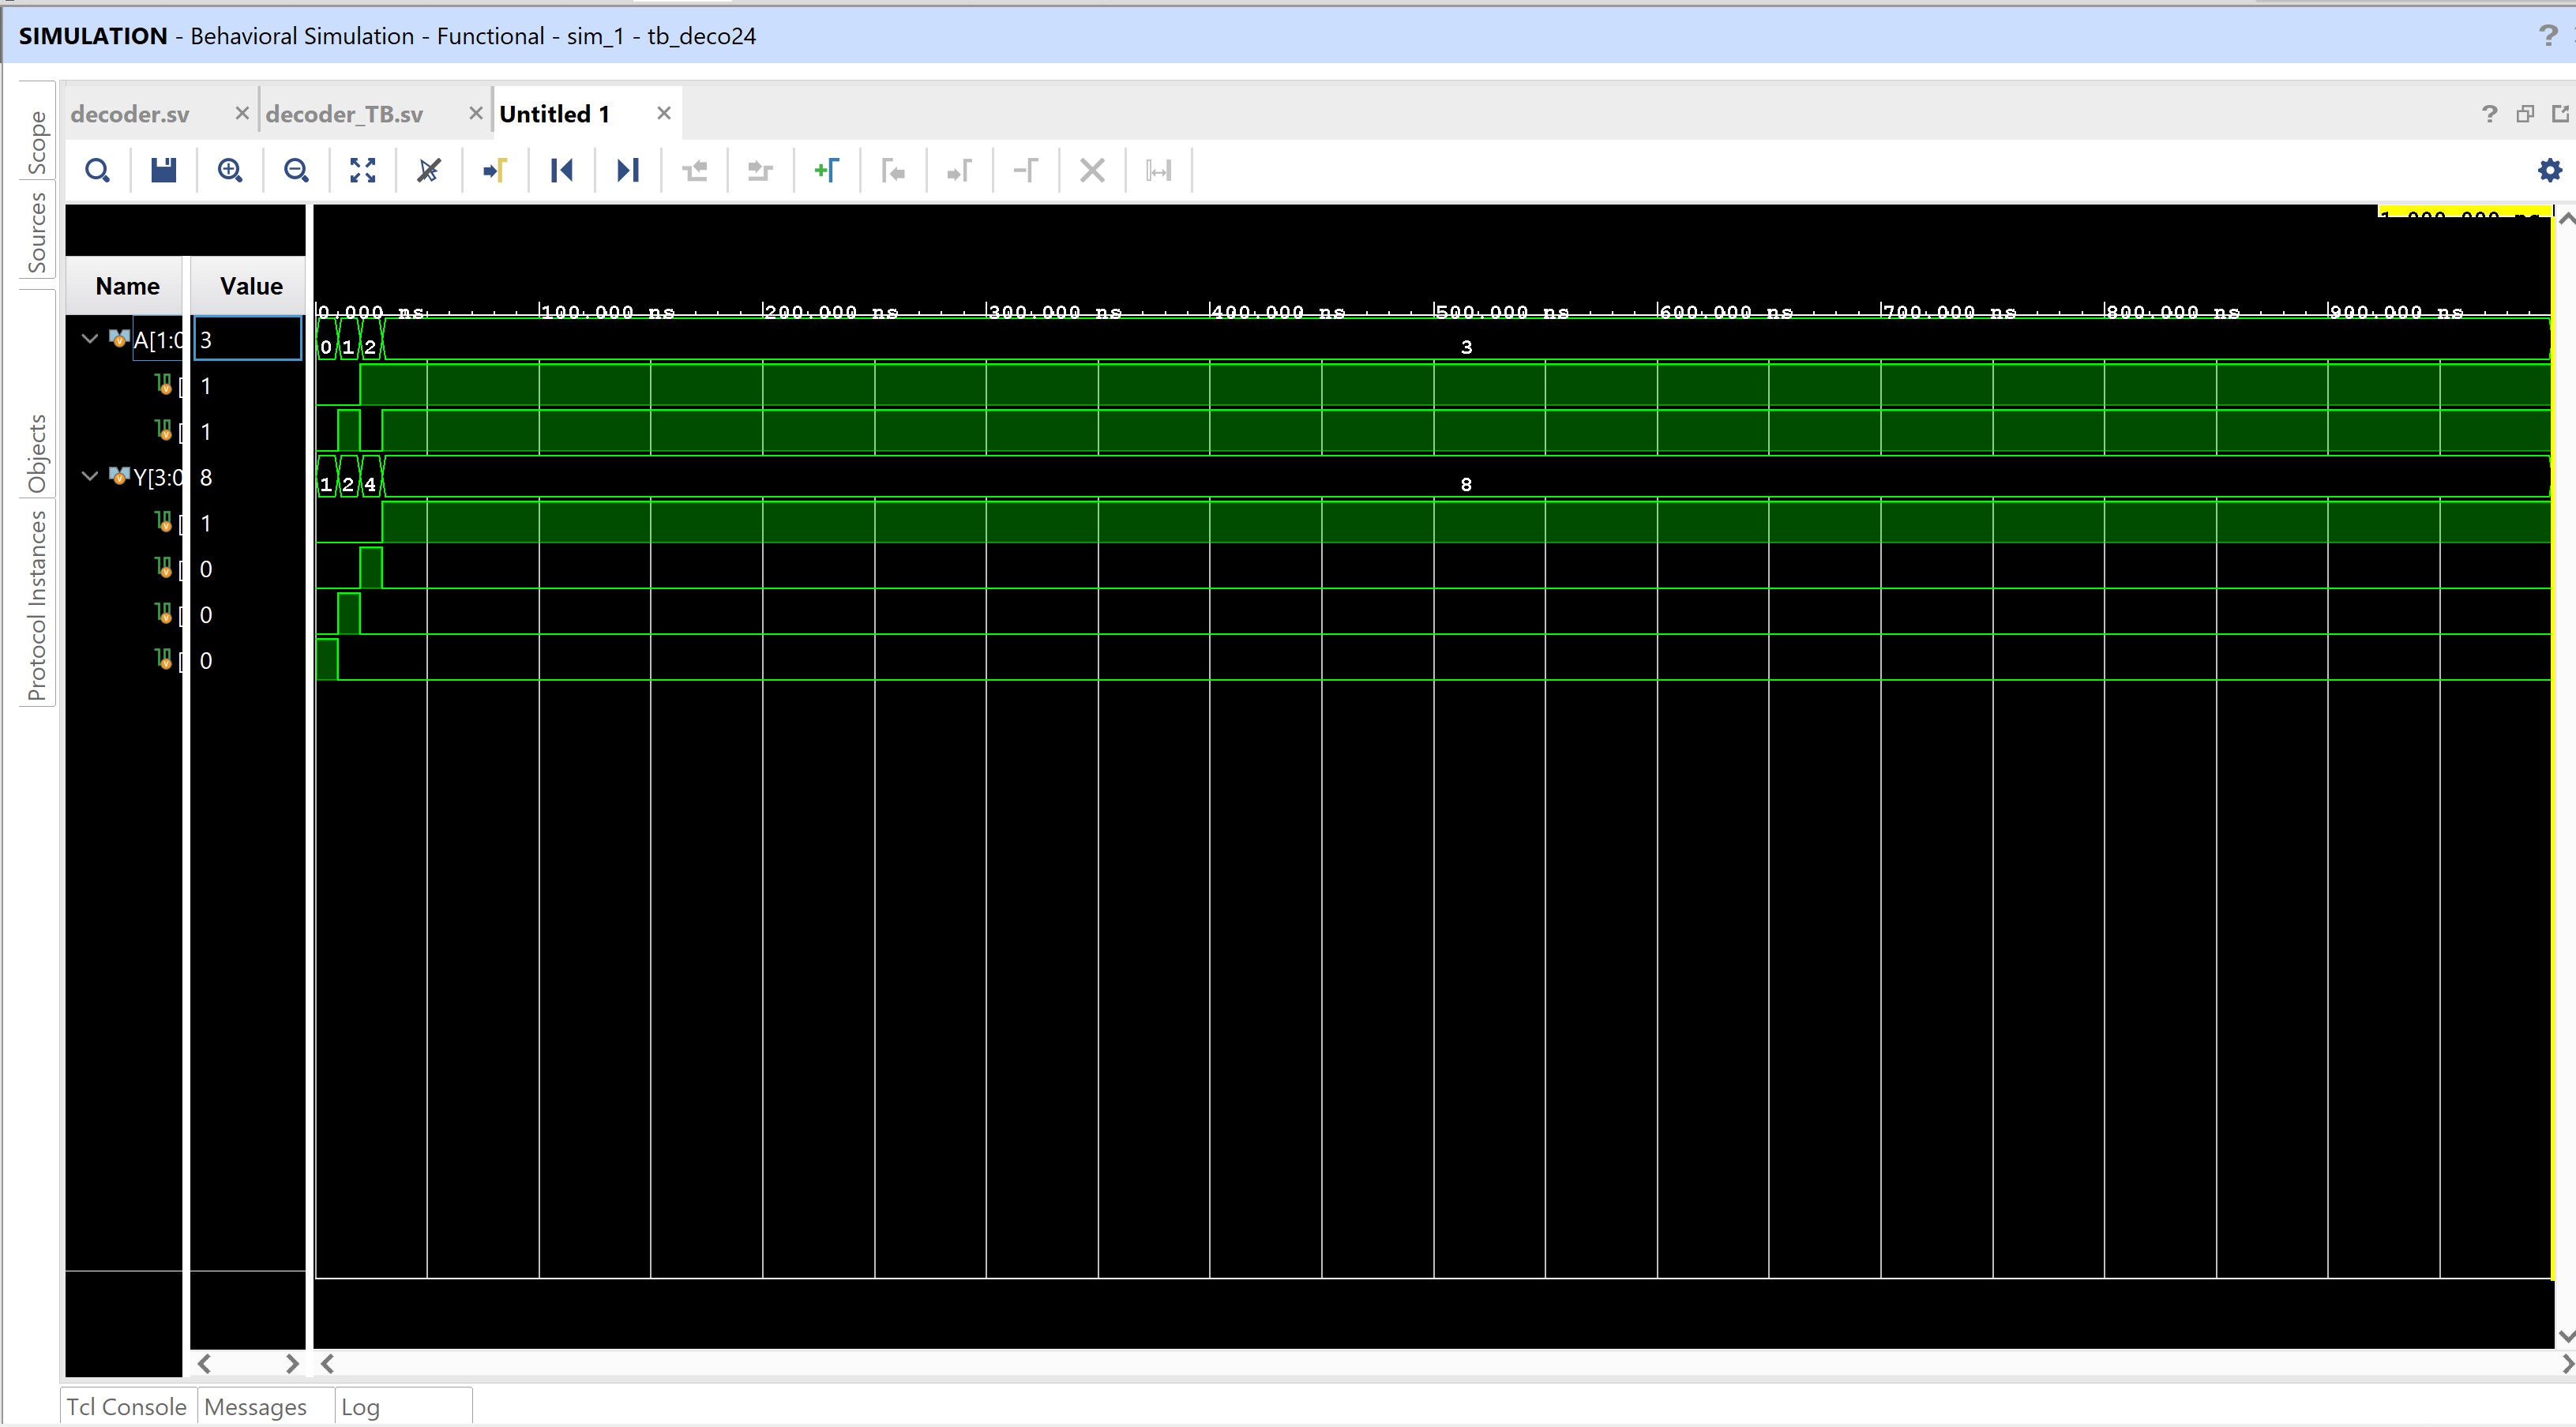 SIMULATION - Behavioral Simulation - Functional - sim_1 - tb_deco24
?
Scope
Sources
Objects
Protocol Instances
decoder.sv
decoder_TB.sv
Untitled 1
?
Name Value
0.000 ns 100.000 ns 200.000 ns 300.000 ns 400.000 ns 500.000 ns 600.000 ns 700.000 ns 800.000 ns 900.000 ns
A[1:0 3 0 1 2 3
[ 1
[ 1
Y[3:0 8 1 2 4 8
[ 1
[ 0
[ 0
[ 0
Tcl Console Messages Log